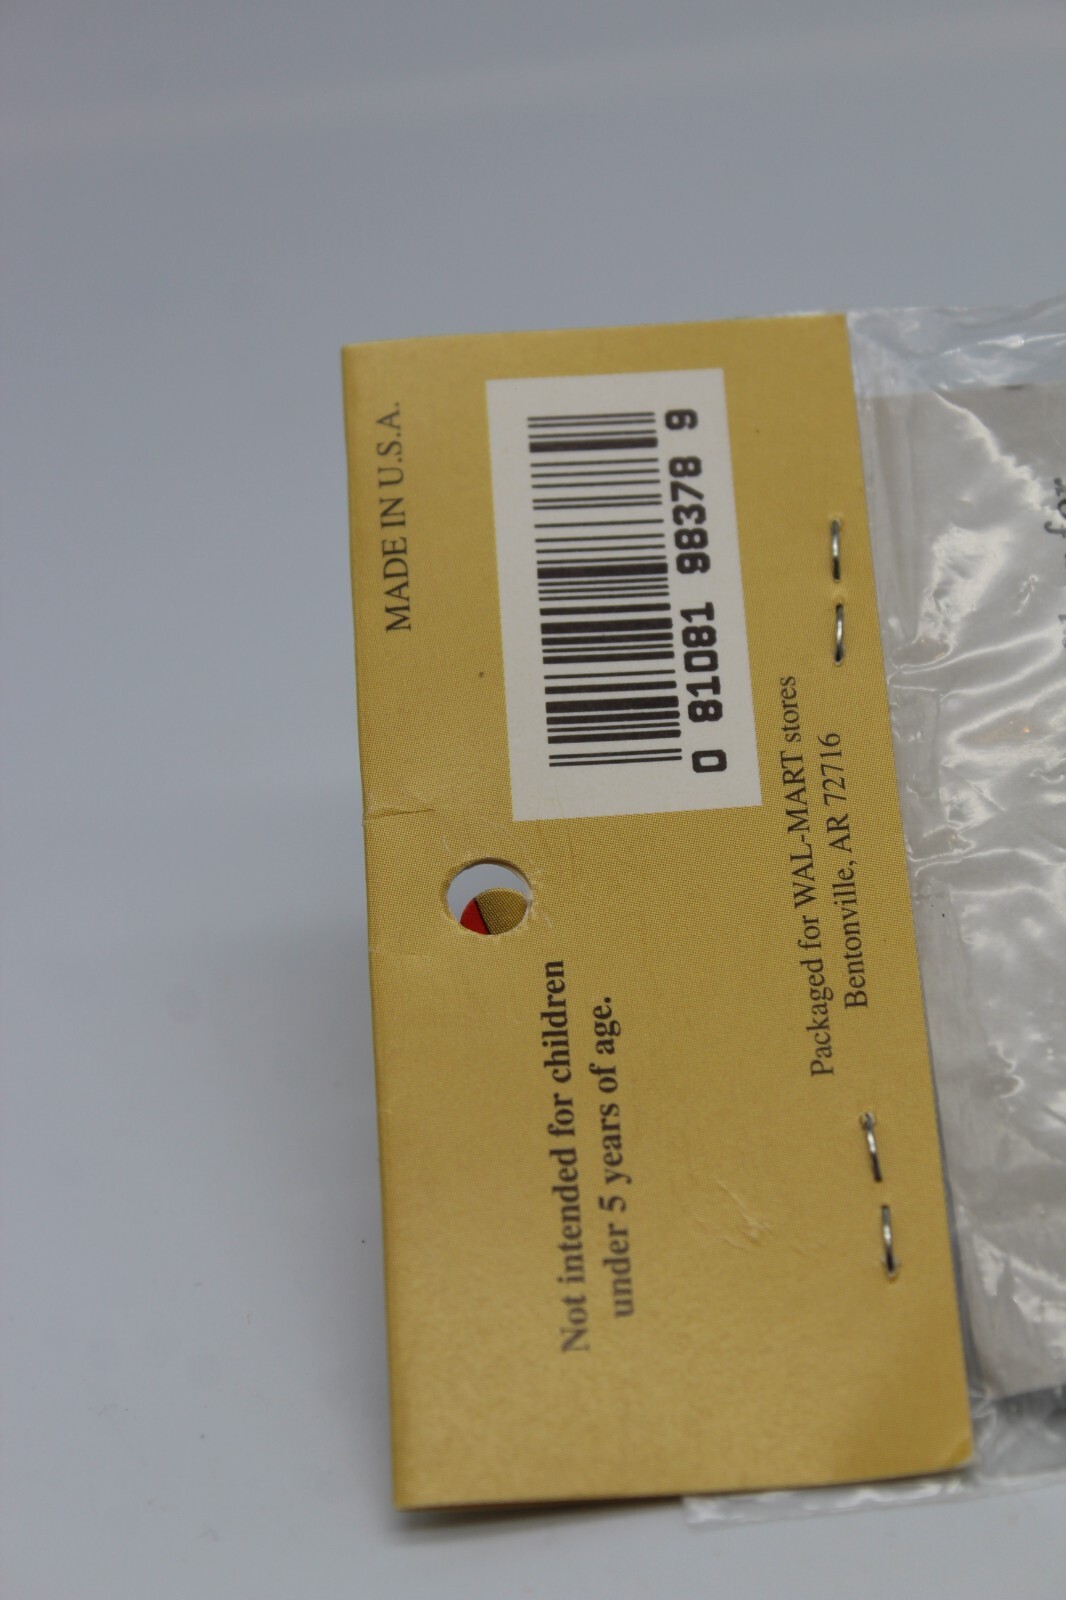 MADE IN U.S.A.
0 81081 98378 9
Not intended for children
under 5 years of age.
Packaged for WAL-MART stores
Bentonville, AR 72716
for